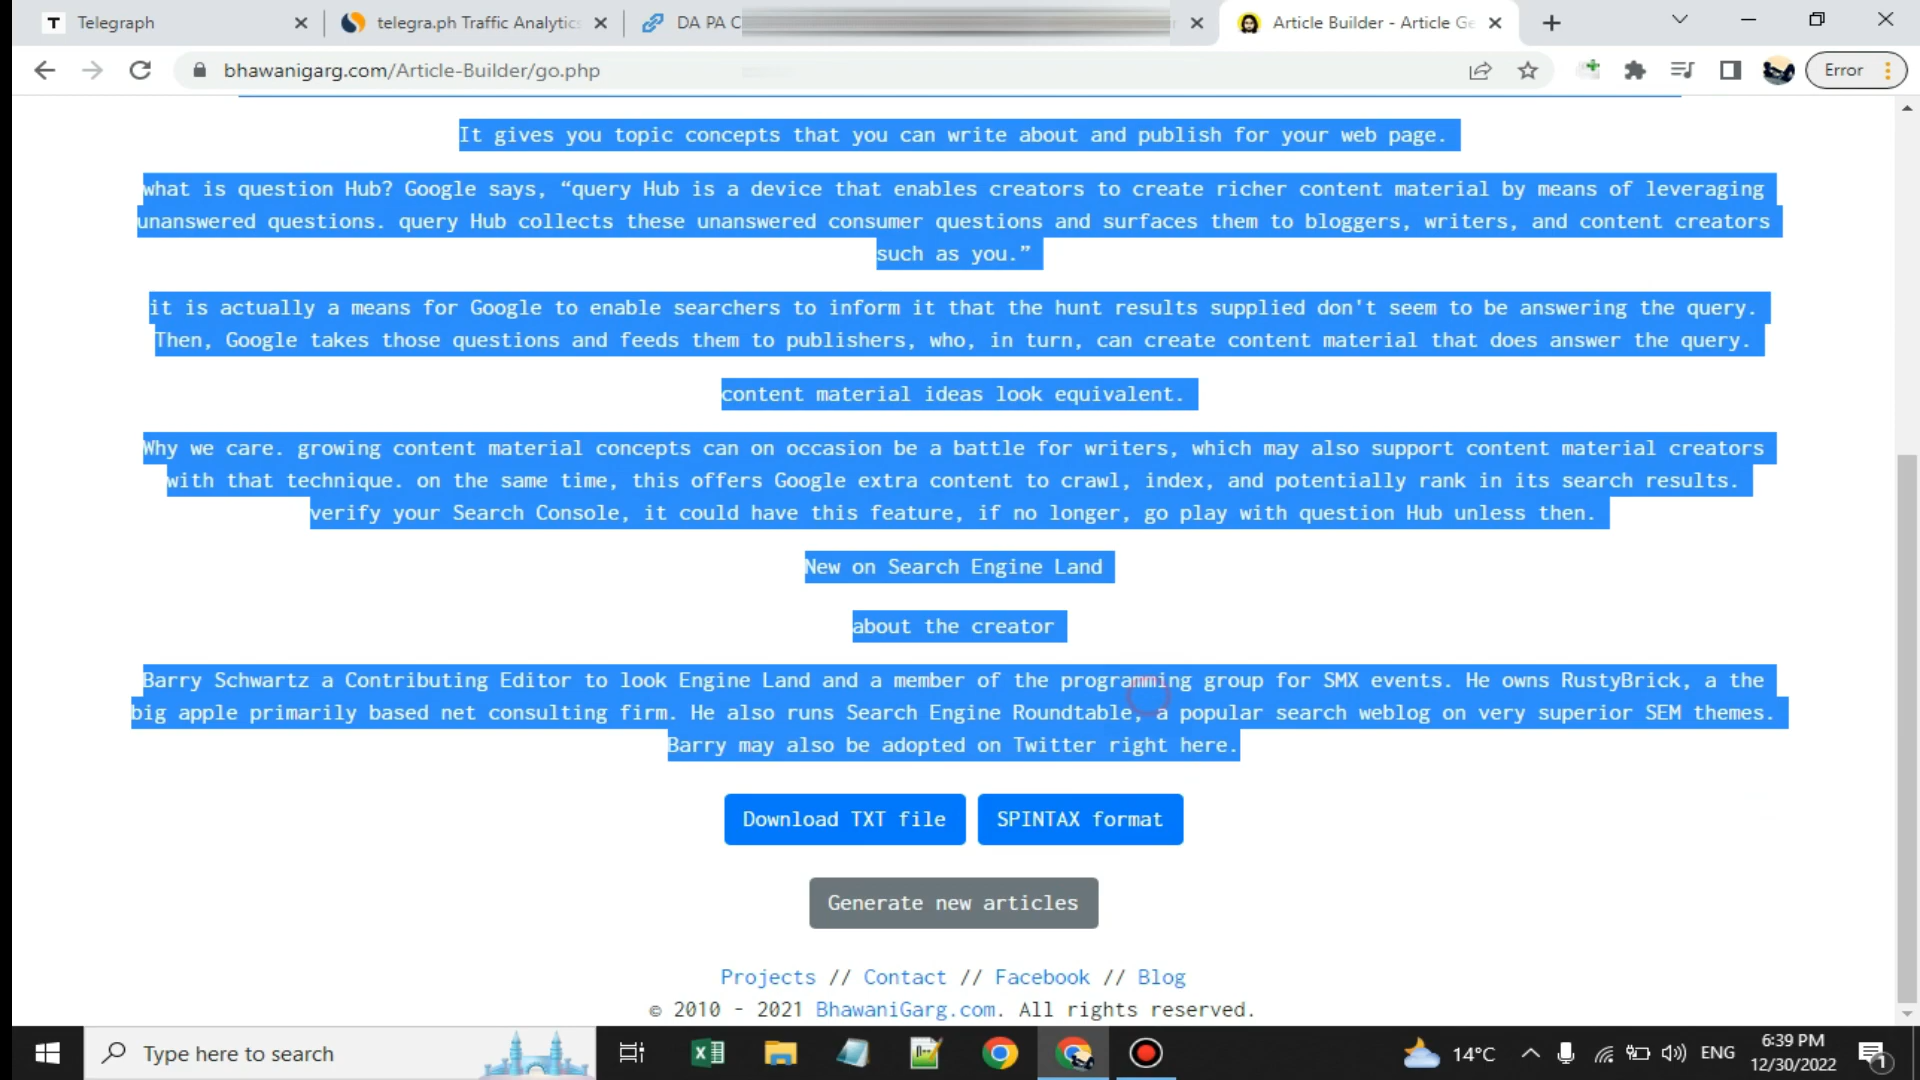 T Telegraph
telegra.ph Traffic Analytics
DA PA C
Article Builder - Article Ge
bhawanigarg.com/Article-Builder/go.php
Error
It gives you topic concepts that you can write about and publish for your web page.
what is question Hub? Google says, “query Hub is a device that enables creators to create richer content material by means of leveraging
unanswered questions. query Hub collects these unanswered consumer questions and surfaces them to bloggers, writers, and content creators
such as you.”
it is actually a means for Google to enable searchers to inform it that the hunt results supplied don't seem to be answering the query.
Then, Google takes those questions and feeds them to publishers, who, in turn, can create content material that does answer the query.
content material ideas look equivalent.
Why we care. growing content material concepts can on occasion be a battle for writers, which may also support content material creators
with that technique. on the same time, this offers Google extra content to crawl, index, and potentially rank in its search results.
verify your Search Console, it could have this feature, if no longer, go play with question Hub unless then.
New on Search Engine Land
about the creator
Barry Schwartz a Contributing Editor to look Engine Land and a member of the programming group for SMX events. He owns RustyBrick, a the
big apple primarily based net consulting firm. He also runs Search Engine Roundtable, a popular search weblog on very superior SEM themes.
Barry may also be adopted on Twitter right here.
Download TXT file
SPINTAX format
Generate new articles
Projects // Contact // Facebook // Blog
© 2010 - 2021 BhawaniGarg.com. All rights reserved.
Type here to search
14°C
ENG
6:39 PM
12/30/2022
1